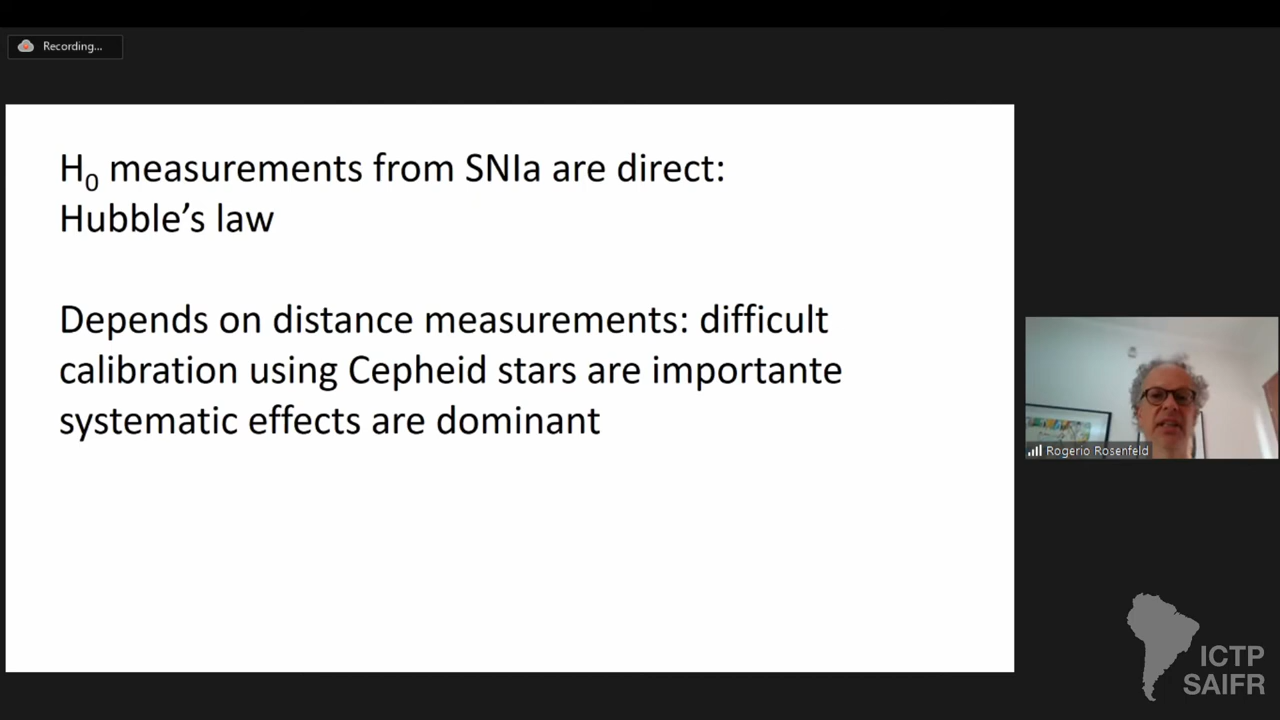 Recording...
H₀ measurements from SNIa are direct:
Hubble’s law
Depends on distance measurements: difficult
calibration using Cepheid stars are importante
systematic effects are dominant
Rogerio Rosenfeld
ICTP
SAIFR